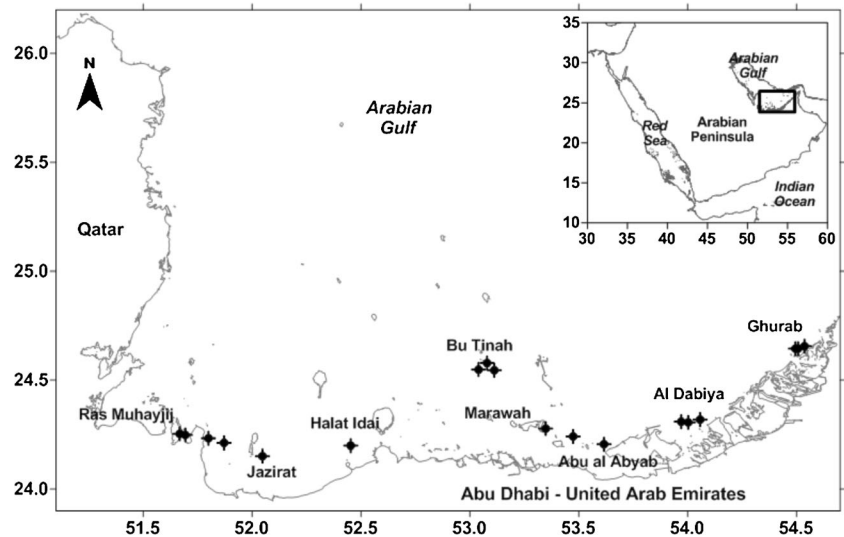 26.0
25.5
25.0
24.5
24.0
51.5
52.0
52.5
53.0
53.5
54.0
54.5
N
Arabian
Gulf
Qatar
Ras Muhayjij
Jazirat
Halat Idai
Bu Tinah
Marawah
Abu al Abyab
Al Dabiya
Ghurab
Abu Dhabi - United Arab Emirates
35
30
25
20
15
10
30
35
40
45
50
55
60
Arabian
Gulf
Red
Sea
Arabian
Peninsula
Indian
Ocean